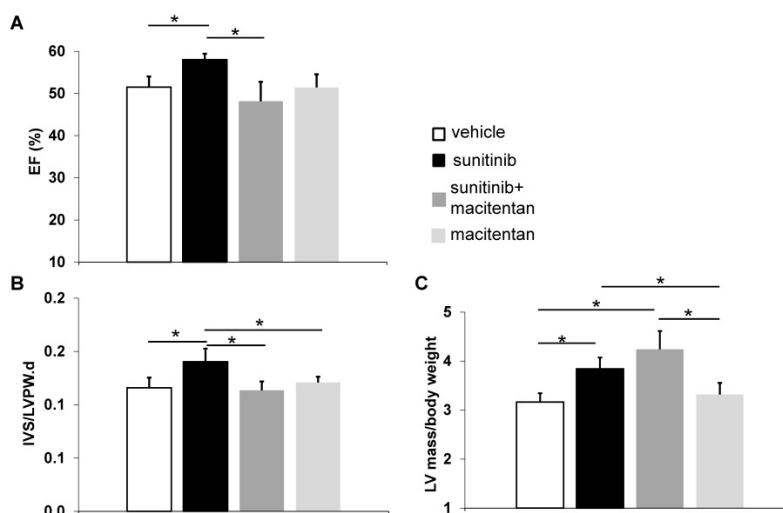 A
*
*
60
50
40
30
20
10
EF (%)
vehicle
sunitinib
sunitinib+
macitentan
macitentan
B
0.2
0.2
0.1
0.1
0.0
IVS/LVPW.d
*
*
*
C
5
4
3
2
1
LV mass/body weight
*
*
*
*